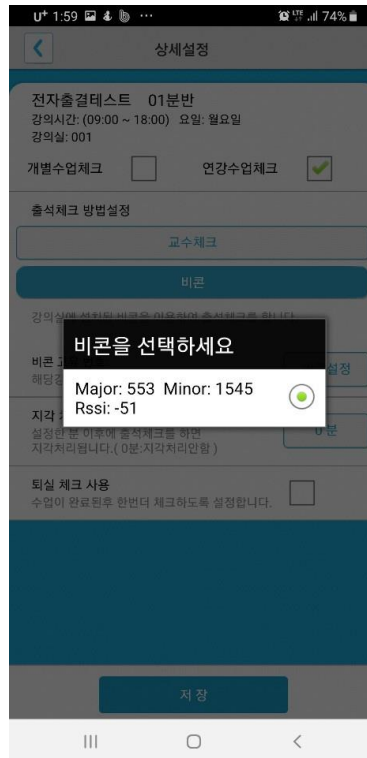 U+ 1:59
LTE 74%
상세설정
전자출결테스트 01분반
강의시간: (09:00 ~ 18:00) 요일: 월요일
강의실: 001
개별수업체크 연강수업체크
출석체크 방법설정
교수체크
비콘
강의실에 설치된 비콘을 이용하여 출석체크를 합니다.
비콘을 선택하세요
비콘 설정
해당
Major: 553 Minor: 1545
Rssi: -51
지각
0 분
설정한 분 이후에 출석체크를 하면
지각처리됩니다.( 0분:지각처리안함 )
퇴실 체크 사용
수업이 완료된후 한번더 체크하도록 설정합니다.
저 장